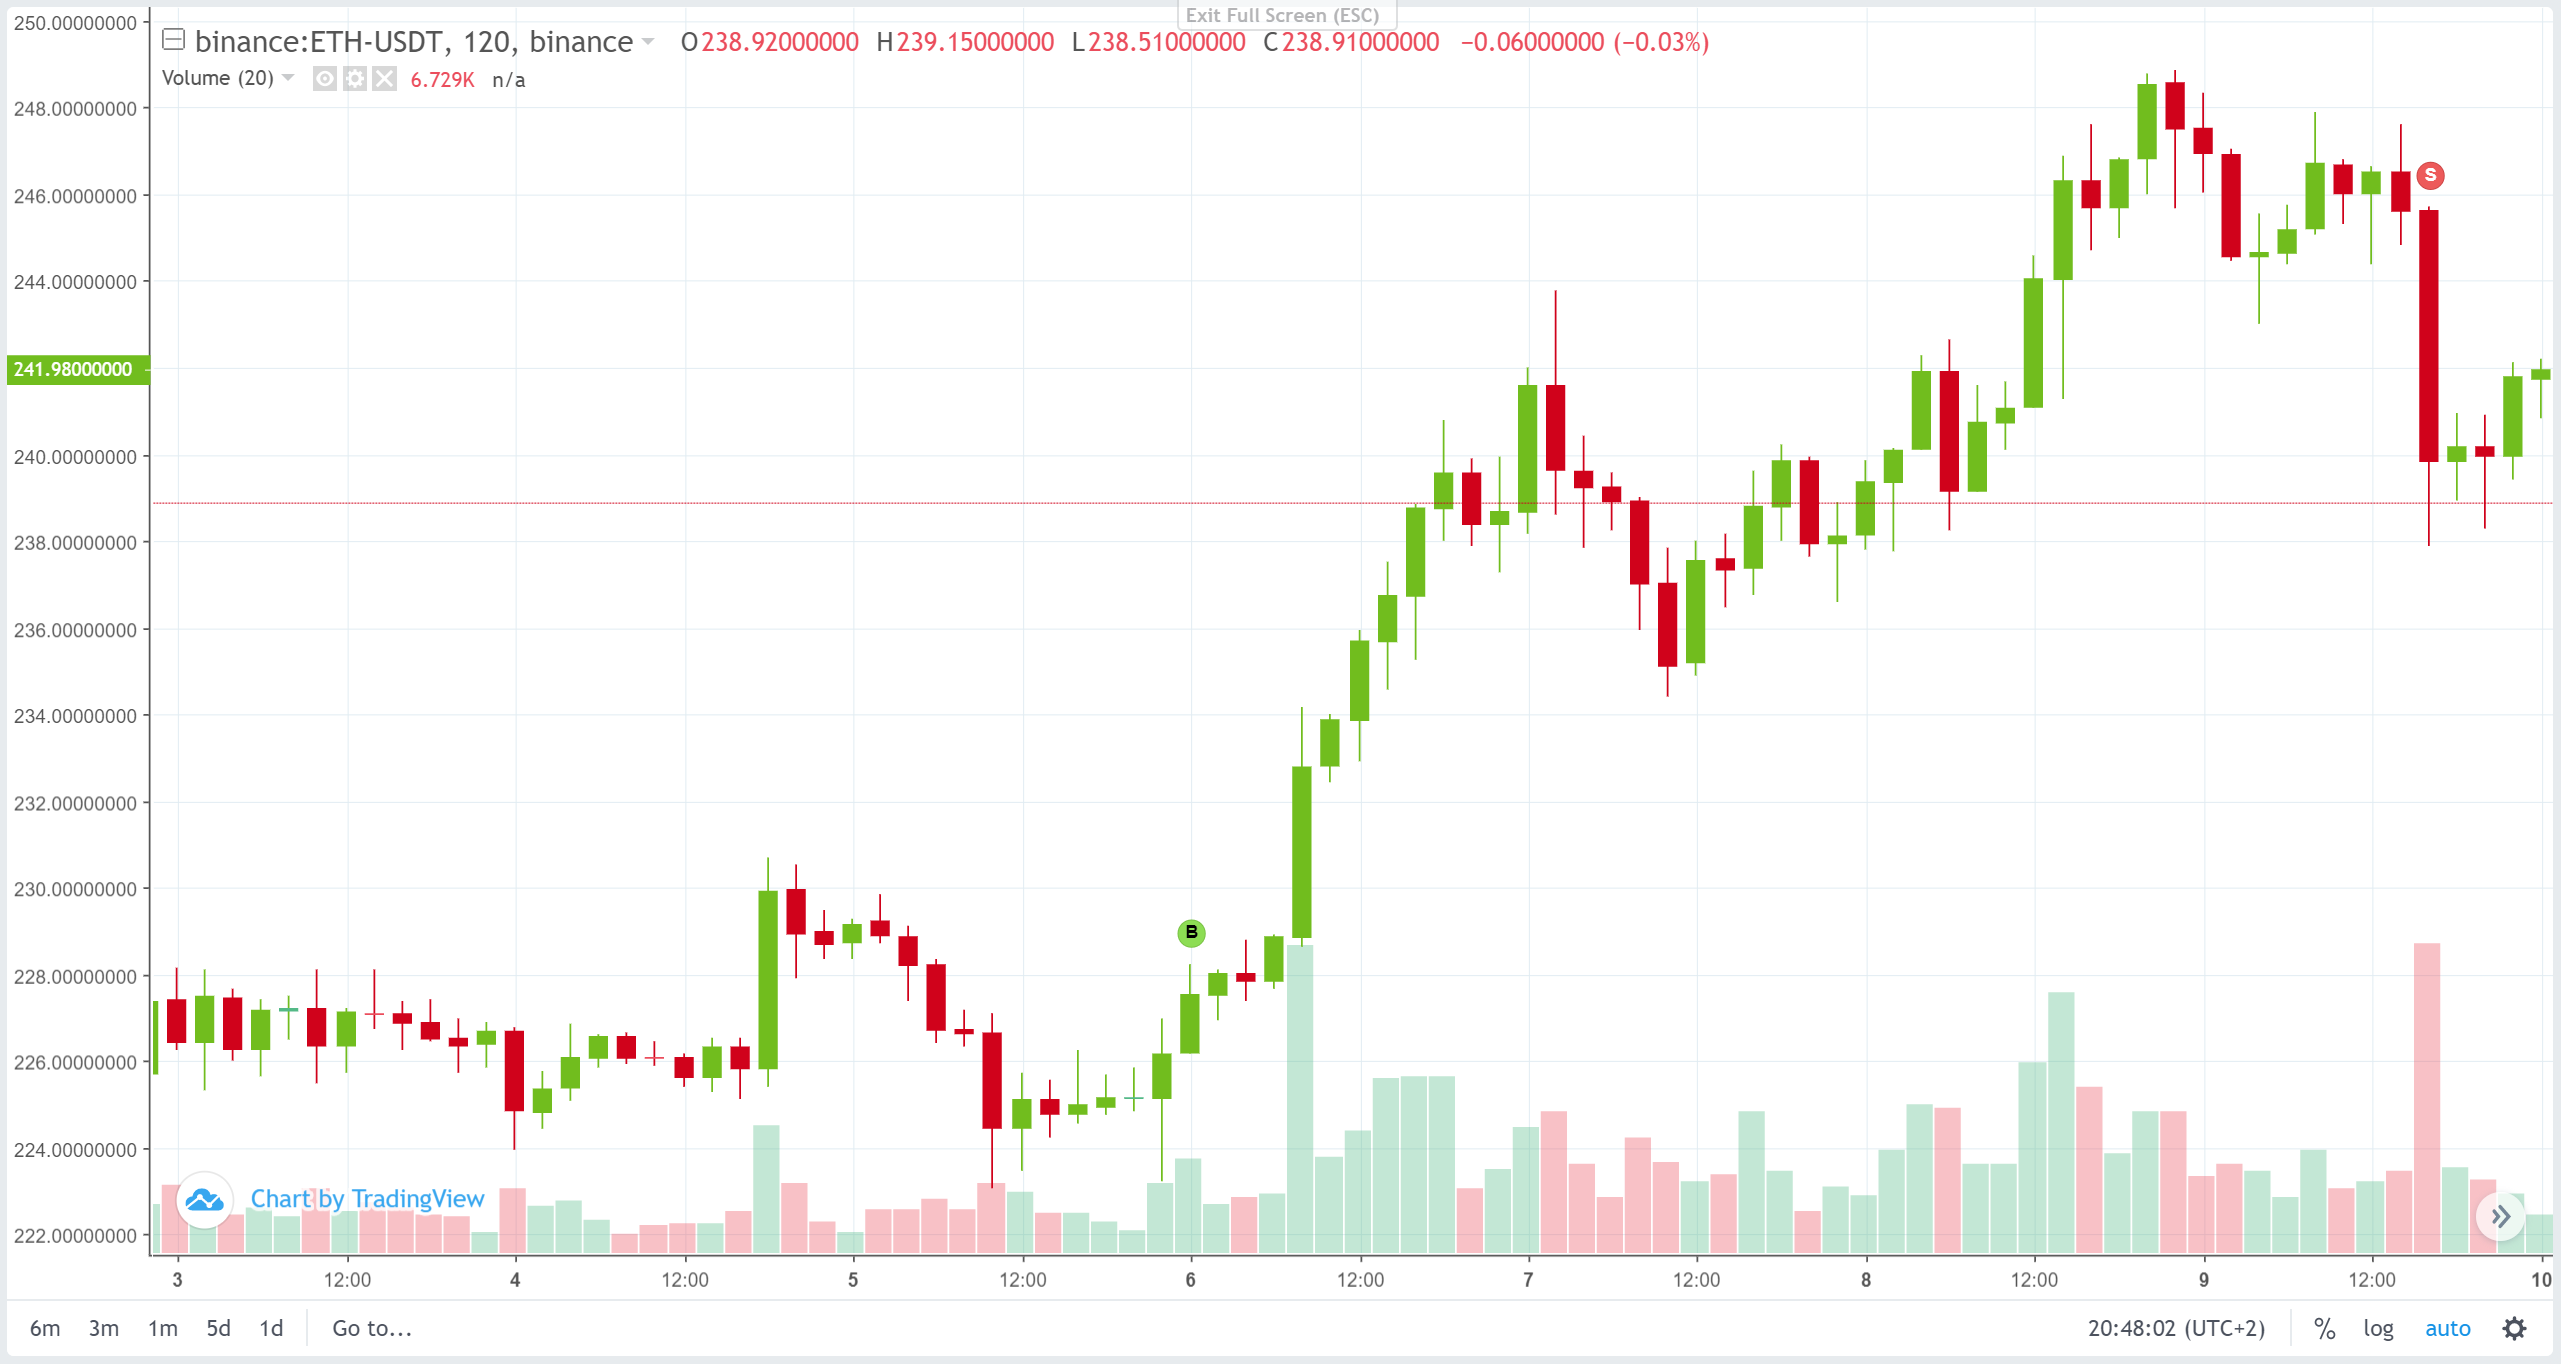 Exit Full Screen (ESC)
binance:ETH-USDT, 120, binance O238.92000000 H239.15000000 L238.51000000 C238.91000000 −0.06000000 (−0.03%)
Volume (20) 6.729K n/a
250.00000000
248.00000000
246.00000000
S
244.00000000
241.98000000
240.00000000
238.00000000
236.00000000
234.00000000
232.00000000
230.00000000
B
228.00000000
226.00000000
224.00000000
Chart by TradingView
222.00000000
3 12:00 4 12:00 5 12:00 6 12:00 7 12:00 8 12:00 9 12:00 10
6m 3m 1m 5d 1d Go to... 20:48:02 (UTC+2) % log auto